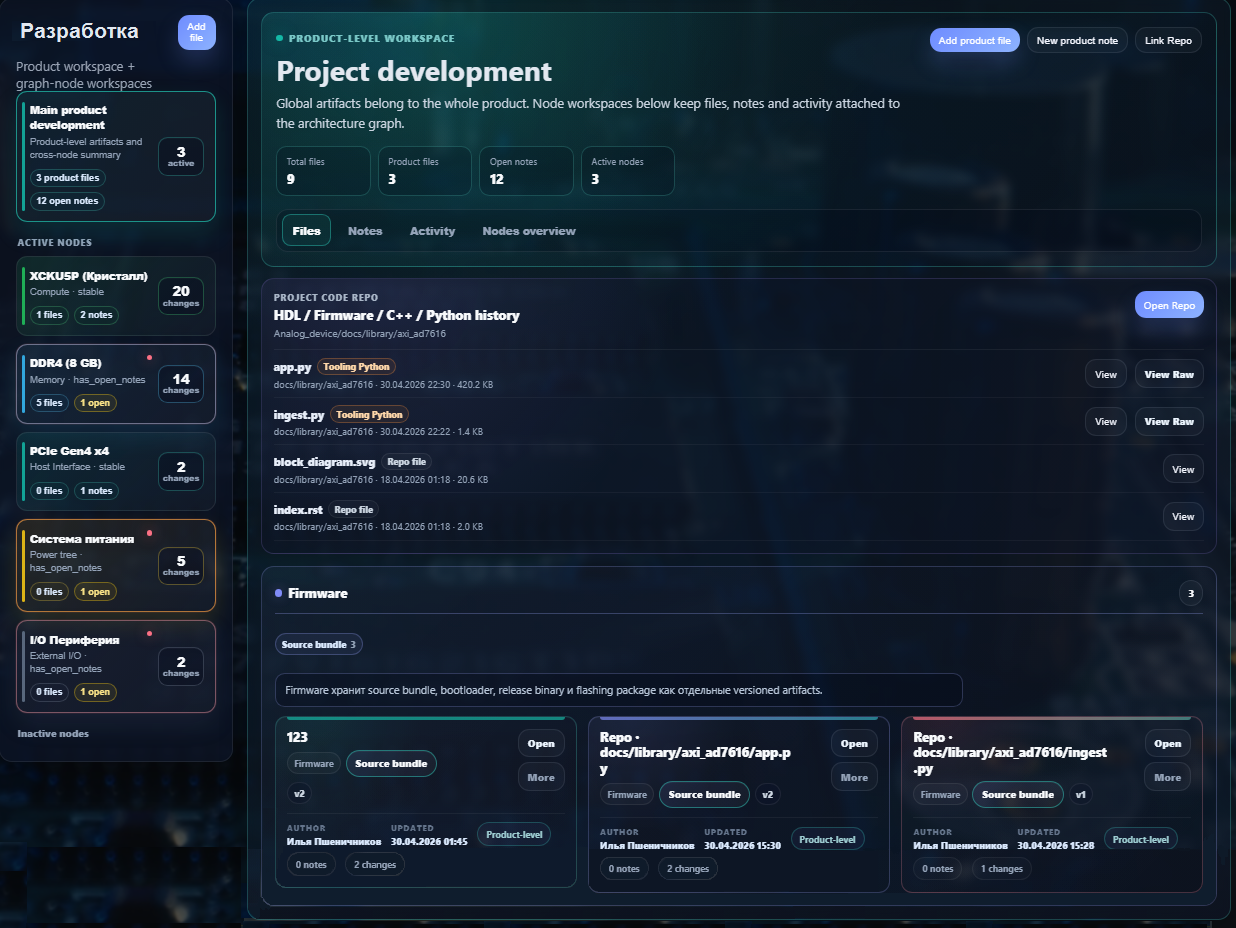 Разработка
Add
file
Product workspace +
graph-node workspaces
Main product
development
Product-level artifacts and
cross-node summary
3 product files
12 open notes
3
active
ACTIVE NODES
XCKU5P (Кристалл)
Compute · stable
1 files
2 notes
20
changes
DDR4 (8 GB)
Memory · has_open_notes
5 files
1 open
14
changes
PCIe Gen4 x4
Host Interface · stable
0 files
1 notes
2
changes
Система питания
Power tree ·
has_open_notes
0 files
1 open
5
changes
I/O Периферия
External I/O ·
has_open_notes
0 files
1 open
2
changes
Inactive nodes
PRODUCT-LEVEL WORKSPACE
Add product file
New product note
Link Repo
Project development
Global artifacts belong to the whole product. Node workspaces below keep files, notes and activity attached to
the architecture graph.
Total files
9
Product files
3
Open notes
12
Active nodes
3
Files
Notes
Activity
Nodes overview
PROJECT CODE REPO
HDL / Firmware / C++ / Python history
Analog_device/docs/library/axi_ad7616
Open Repo
app.py
Tooling Python
docs/library/axi_ad7616 · 30.04.2026 22:30 · 420.2 KB
View
View Raw
ingest.py
Tooling Python
docs/library/axi_ad7616 · 30.04.2026 22:22 · 1.4 KB
View
View Raw
block_diagram.svg
Repo file
docs/library/axi_ad7616 · 18.04.2026 01:18 · 20.6 KB
View
index.rst
Repo file
docs/library/axi_ad7616 · 18.04.2026 01:18 · 2.0 KB
View
Firmware
3
Source bundle 3
Firmware хранит source bundle, bootloader, release binary и flashing package как отдельные versioned artifacts.
123
Firmware
Source bundle
v2
Open
More
AUTHOR
Илья Пшеничников
UPDATED
30.04.2026 01:45
Product-level
0 notes
2 changes
Repo ·
docs/library/axi_ad7616/app.p
y
Firmware
Source bundle
v2
Open
More
AUTHOR
Илья Пшеничников
UPDATED
30.04.2026 15:30
Product-level
0 notes
2 changes
Repo ·
docs/library/axi_ad7616/ingest
.py
Firmware
Source bundle
v1
Open
More
AUTHOR
Илья Пшеничников
UPDATED
30.04.2026 15:28
Product-level
0 notes
1 changes